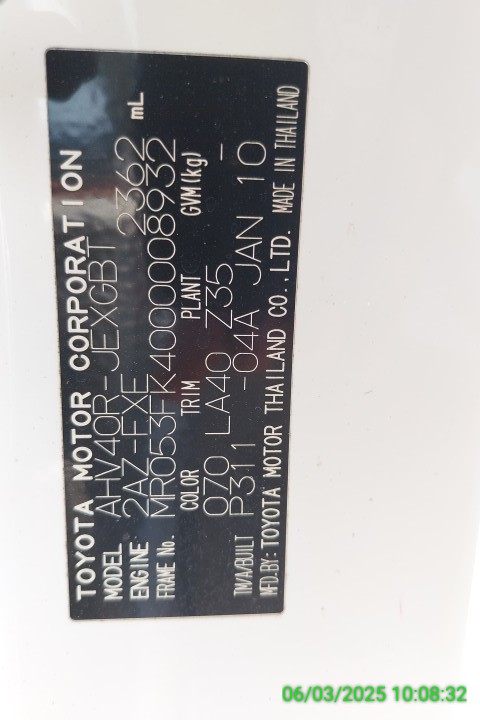 TOYOTA MOTOR CORPORATION
MODEL AHV40R-JEXGBT
ENGINE 2AZ-FXE 2362 mL
FRAME No. MR053FK4000008932
COLOR TRIM PLANT GVM(kg)
070 LA40 Z35 -
TM/A/BUILT P311 -04A JAN 10
MFD.BY: TOYOTA MOTOR THAILAND CO.,LTD. MADE IN THAILAND
06/03/2025 10:08:32